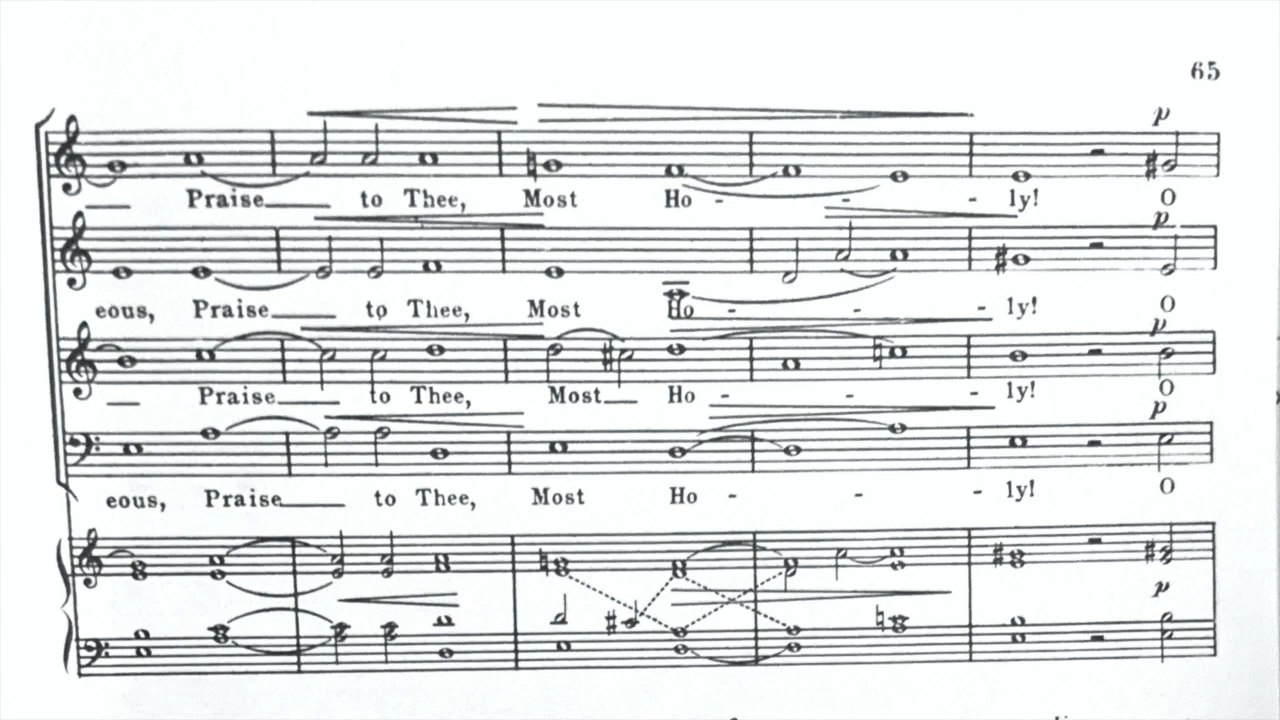 65
p
Praise to Thee, Most Ho - - - ly! O
p
eous, Praise to Thee, Most Ho - - - ly! O
p
Praise to Thee, Most Ho - - - ly! O
p
eous, Praise to Thee, Most Ho - - - ly! O
p